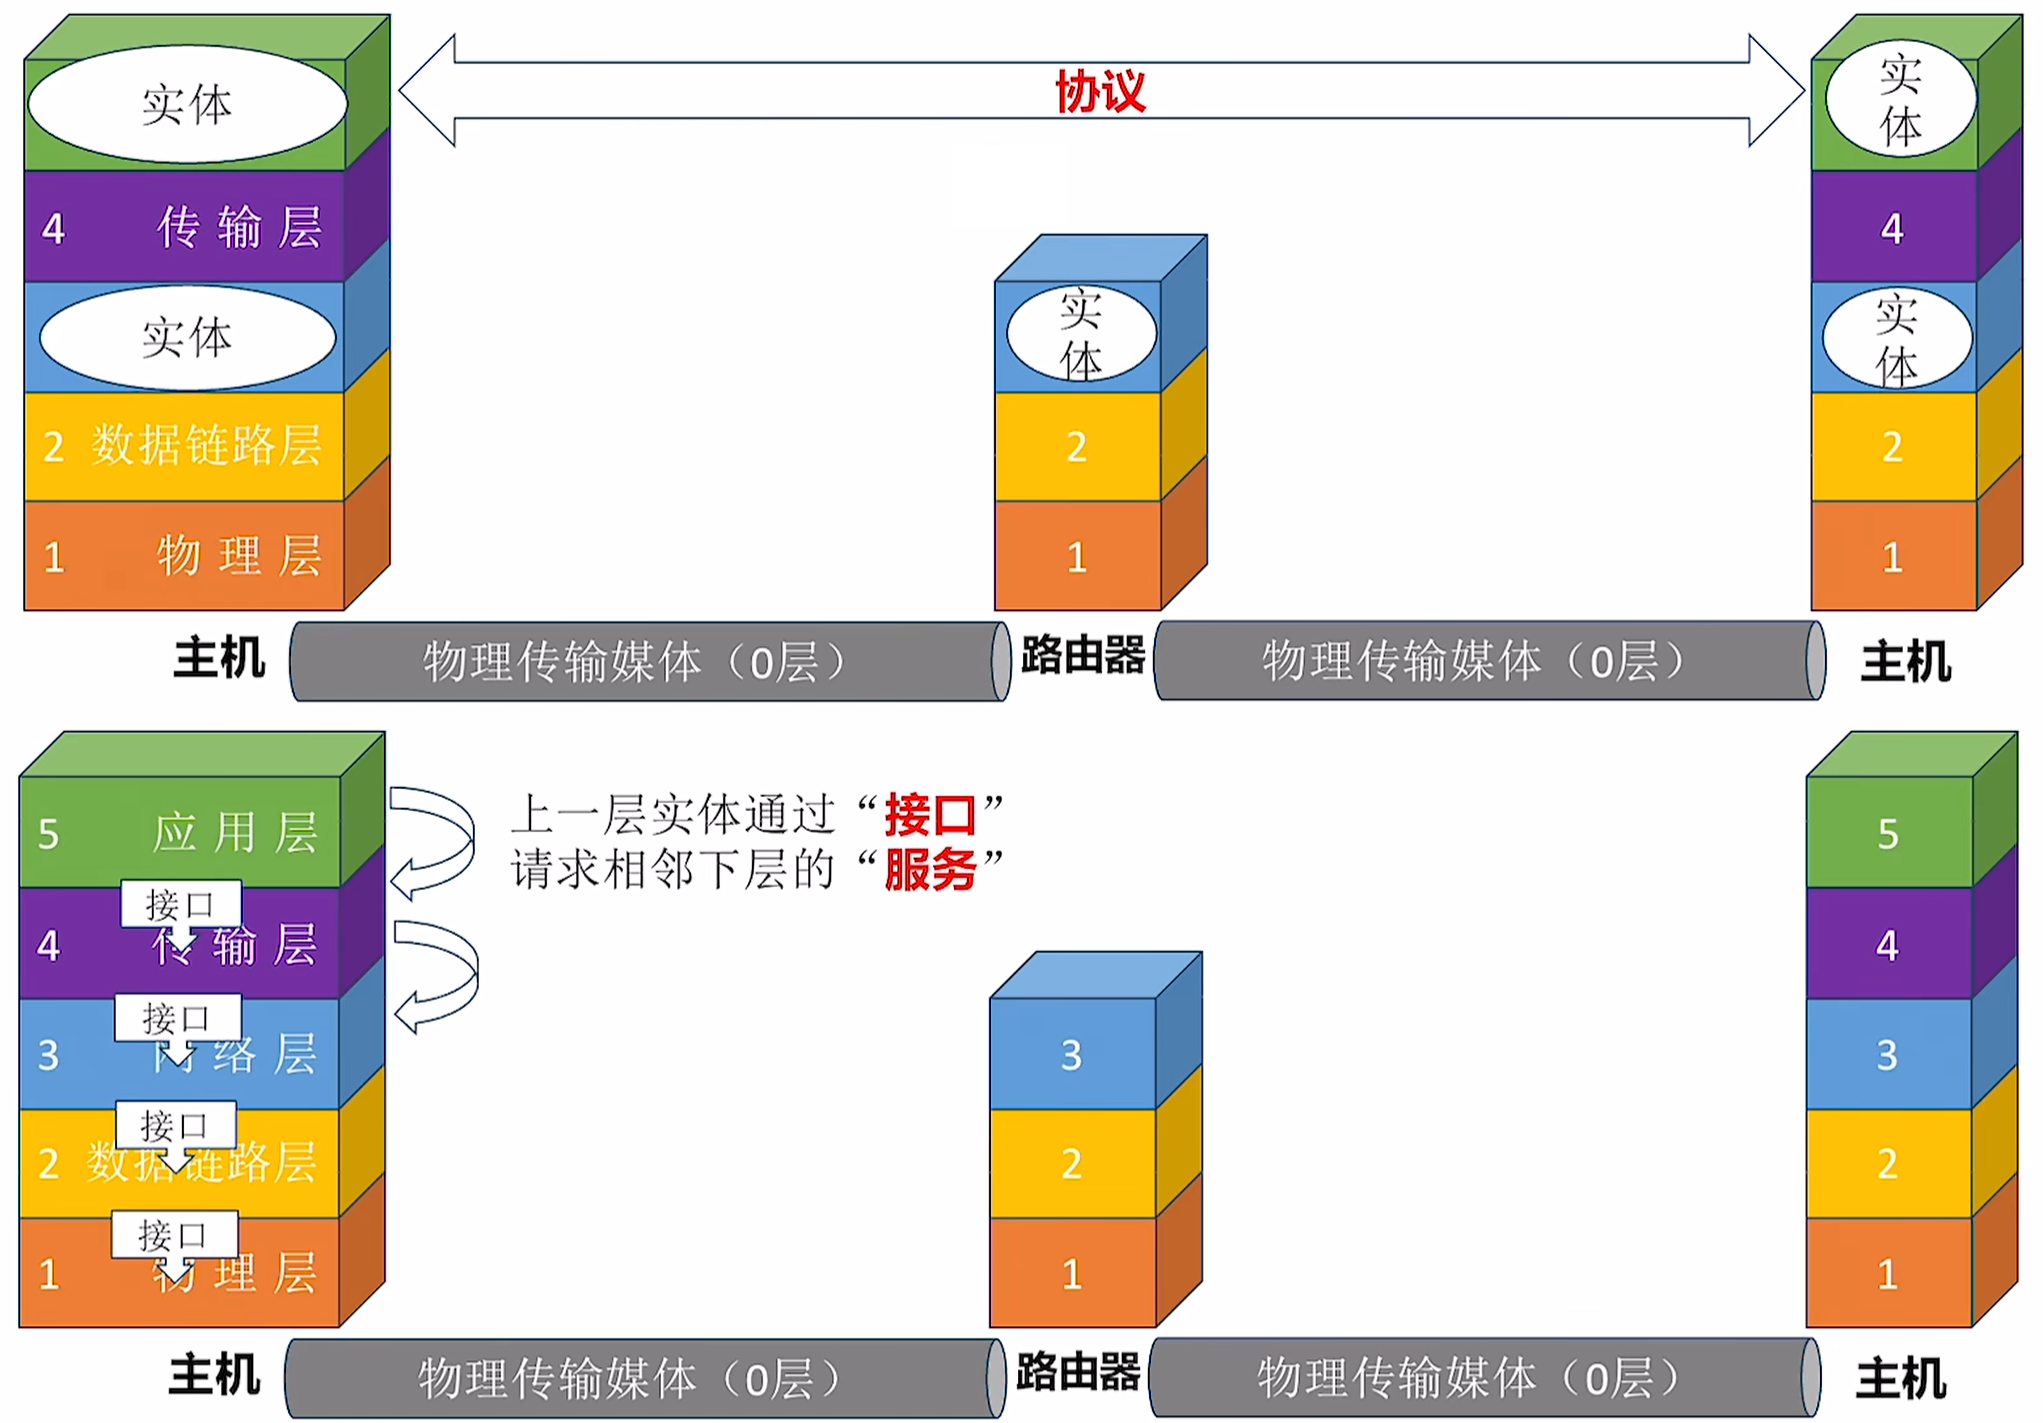 实体
协议
实
体
4 传输层
4
实体
实
体
实
体
2 数据链路层
2
2
1 物理层
1
1
主机
物理传输媒体（0层）
路由器
物理传输媒体（0层）
主机
5 应用层
上一层实体通过“接口”
请求相邻下层的“服务”
5
接口
4 传输层
4
接口
3 网络层
3
3
接口
2 数据链路层
2
2
接口
1 物理层
1
1
主机
物理传输媒体（0层）
路由器
物理传输媒体（0层）
主机